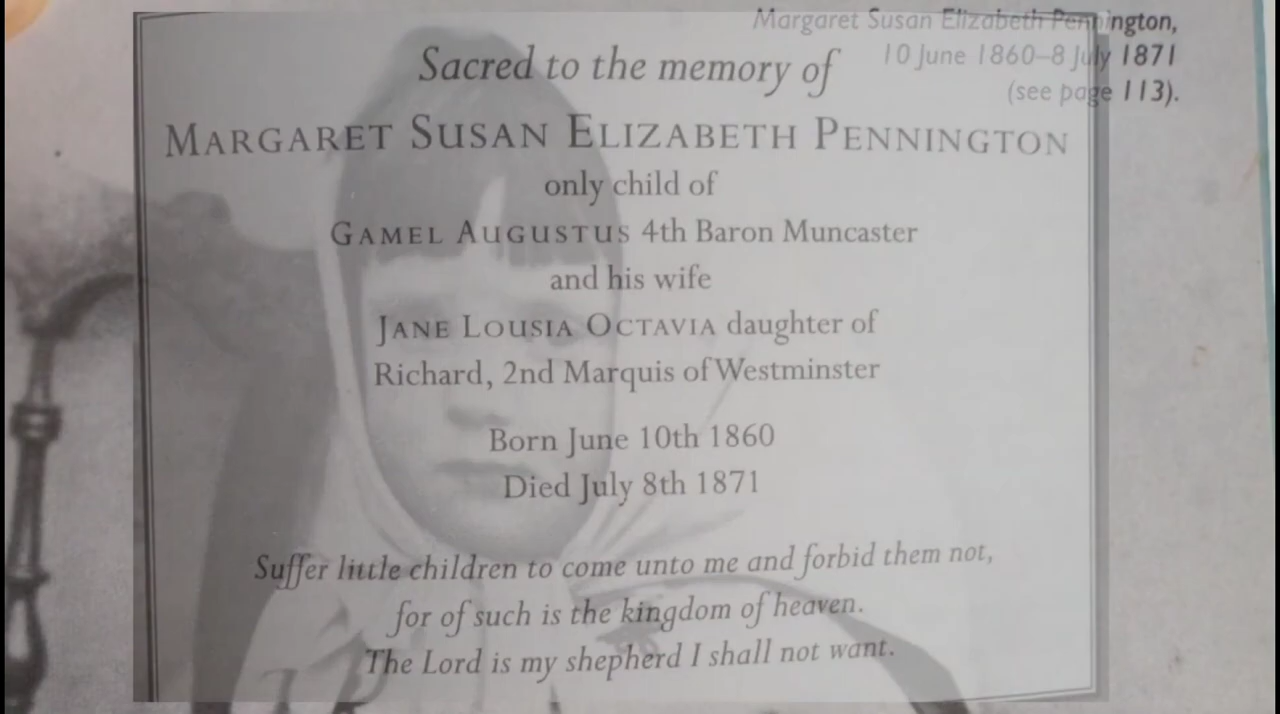 Margaret Susan Elizabeth Pennington,
10 June 1860–8 July 1871
(see page 113).
Sacred to the memory of
MARGARET SUSAN ELIZABETH PENNINGTON
only child of
GAMEL AUGUSTUS 4th Baron Muncaster
and his wife
JANE LOUSIA OCTAVIA daughter of
Richard, 2nd Marquis of Westminster
Born June 10th 1860
Died July 8th 1871
Suffer little children to come unto me and forbid them not,
for of such is the kingdom of heaven.
The Lord is my shepherd I shall not want.